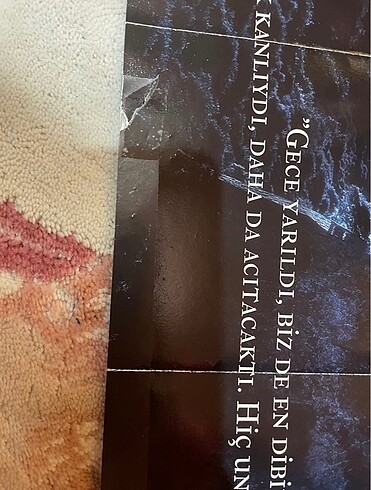 ”Gece yarıldı, biz de en dibi
k kanlıydı, daha da acıtacaktı. Hiç un